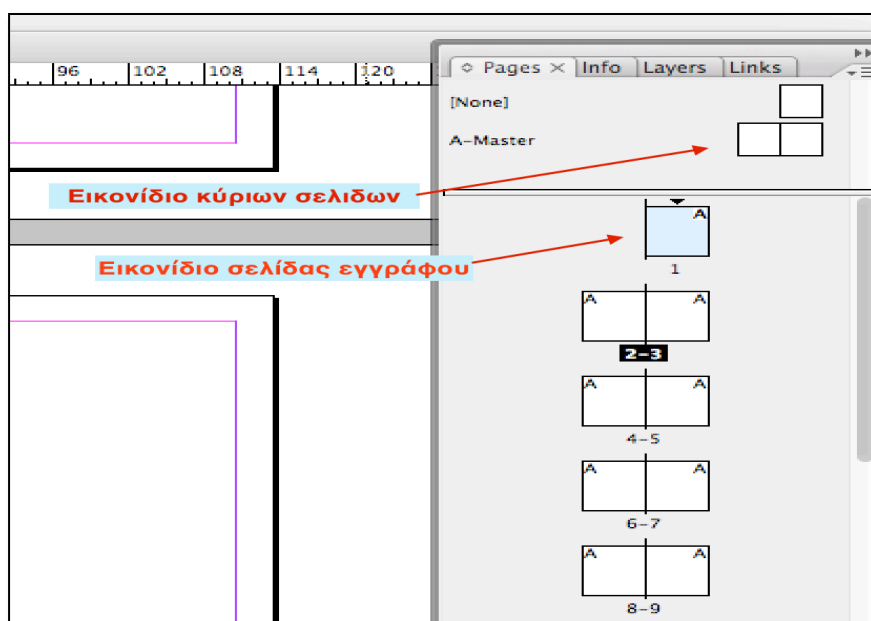 96 102 108 114 120
Pages × Info Layers Links
[None]
A-Master
Εικονίδιο κύριων σελιδων
A
Εικονίδιο σελίδας εγγράφου
1
A A
2-3
A A
4-5
A A
6-7
A A
8-9